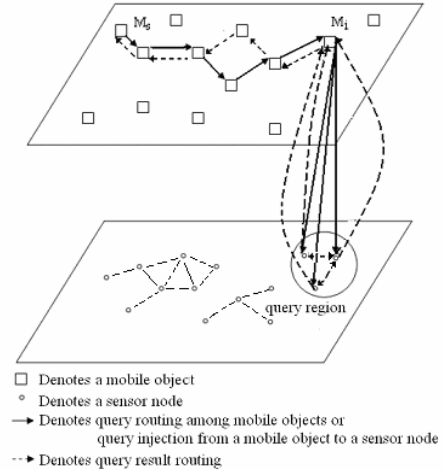 Ms
Mi
query region
Denotes a mobile object
Denotes a sensor node
Denotes query routing among mobile objects or
query injection from a mobile object to a sensor node
Denotes query result routing